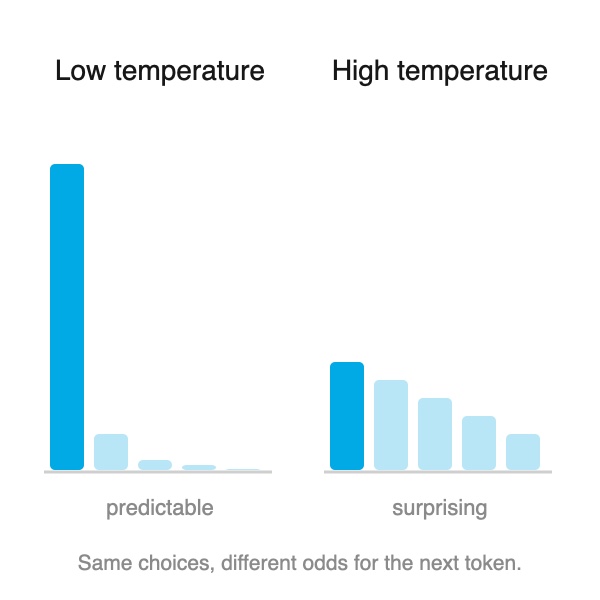 Low temperature
High temperature
predictable
surprising
Same choices, different odds for the next token.